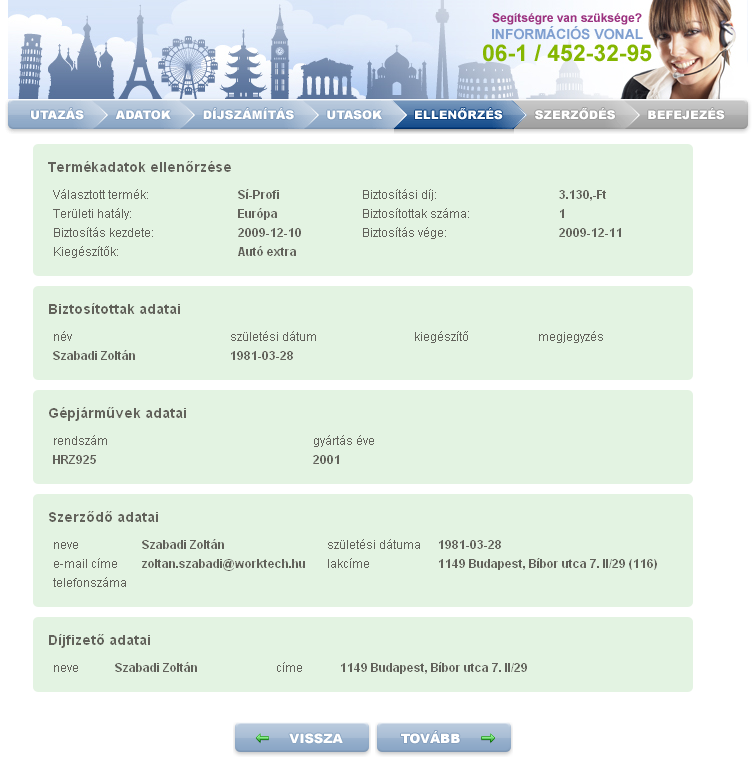 Segítségre van szüksége?
INFORMÁCIÓS VONAL
06-1 / 452-32-95
UTAZÁS ADATOK DÍJSZÁMÍTÁS UTASOK ELLENŐRZÉS SZERZŐDÉS BEFEJEZÉS
Termékadatok ellenőrzése
Választott termék: Sí-Profi Biztosítási díj: 3.130,-Ft
Területi hatály: Európa Biztosítottak száma: 1
Biztosítás kezdete: 2009-12-10 Biztosítás vége: 2009-12-11
Kiegészítők: Autó extra
Biztosítottak adatai
név születési dátum kiegészítő megjegyzés
Szabadi Zoltán 1981-03-28
Gépjárművek adatai
rendszám gyártás éve
HRZ925 2001
Szerződő adatai
neve Szabadi Zoltán születési dátuma 1981-03-28
e-mail címe zoltan.szabadi@worktech.hu lakcíme 1149 Budapest, Bíbor utca 7. II/29 (116)
telefonszáma
Díjfizető adatai
neve Szabadi Zoltán címe 1149 Budapest, Bíbor utca 7. II/29
VISSZA TOVÁBB